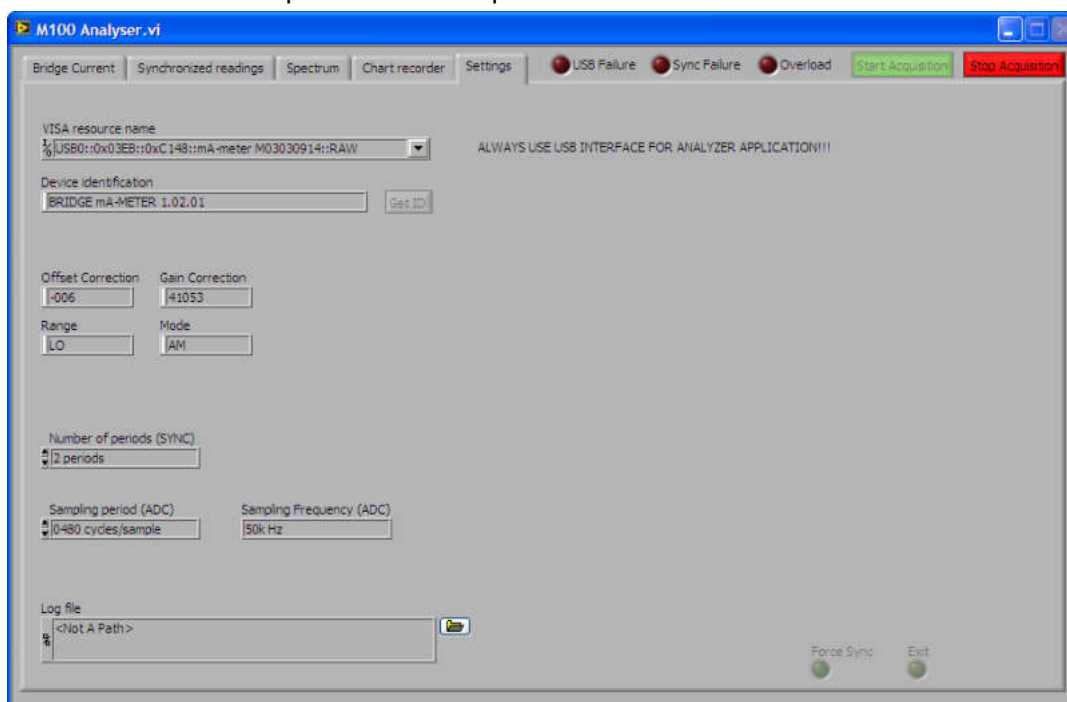 M100 Analyser.vi
Bridge Current Synchronized readings Spectrum Chart recorder Settings USB Failure Sync Failure Overload Start Acquisition Stop Acquisition
VISA resource name
USB0::0x03EB::0xC148::mA-meter M03030914::RAW
ALWAYS USE USB INTERFACE FOR ANALYZER APPLICATION!!!
Device identification
BRIDGE mA-METER 1.02.01 Get ID
Offset Correction Gain Correction
-006 41053
Range Mode
LO AM
Number of periods (SYNC)
2 periods
Sampling period (ADC) Sampling Frequency (ADC)
0480 cycles/sample 50k Hz
Log file
<Not A Path>
Force Sync Exit